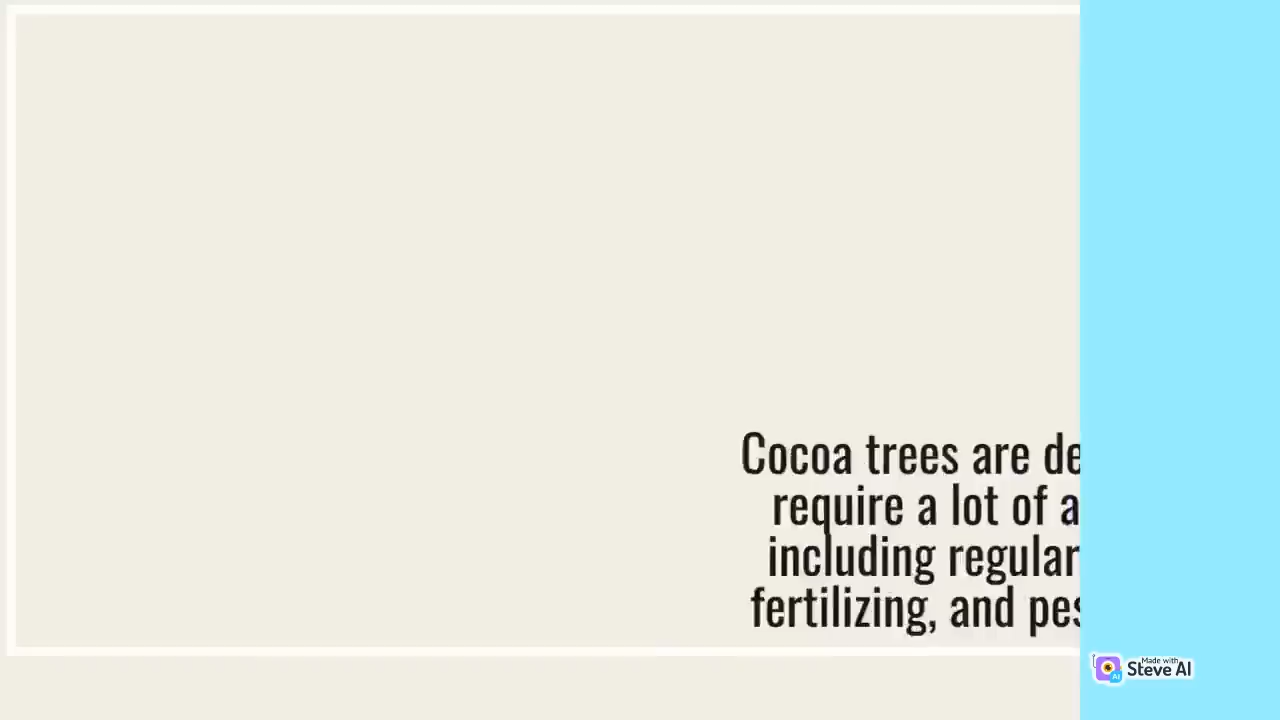 Cocoa trees are de
require a lot of a
including regular
fertilizing, and pes
Made with
Steve AI